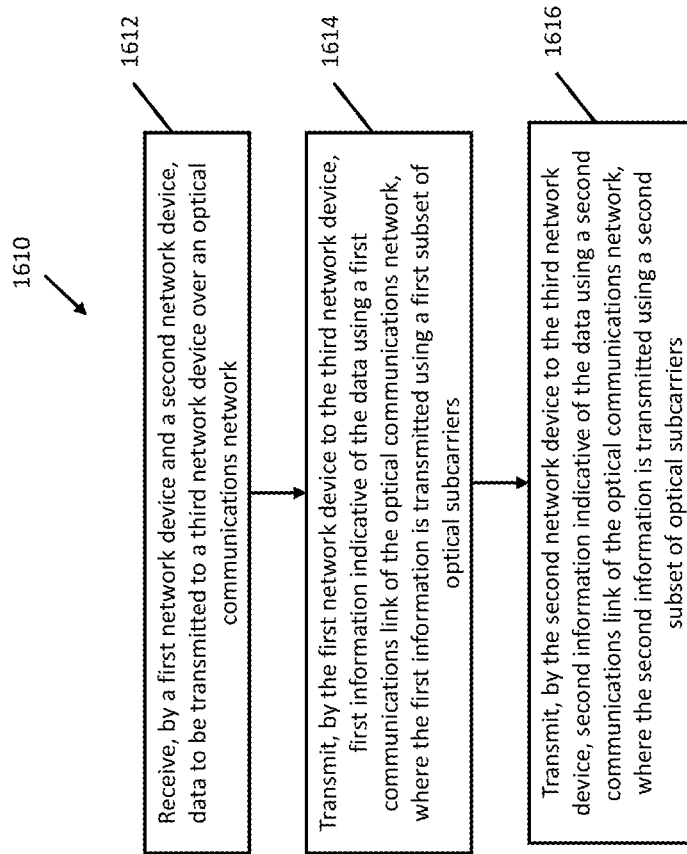 1610
1612
Receive, by a first network device and a second network device,
data to be transmitted to a third network device over an optical
communications network
1614
Transmit, by the first network device to the third network device,
first information indicative of the data using a first
communications link of the optical communications network,
where the first information is transmitted using a first subset of
optical subcarriers
1616
Transmit, by the second network device to the third network
device, second information indicative of the data using a second
communications link of the optical communications network,
where the second information is transmitted using a second
subset of optical subcarriers